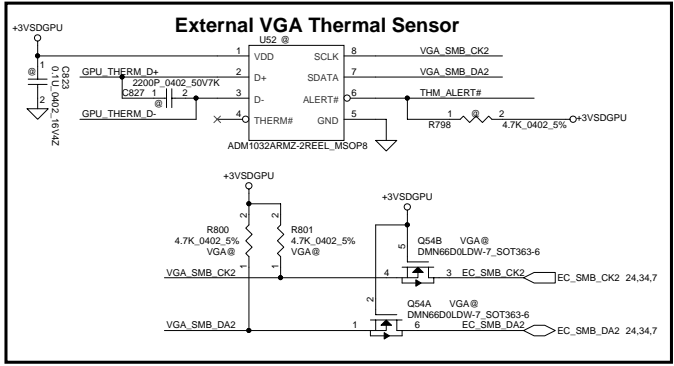 External VGA Thermal Sensor
+3VSDGPU
U52 @
1 VDD SCLK 8 VGA_SMB_CK2
GPU_THERM_D+ 2 D+ SDATA 7 VGA_SMB_DA2
2200P_0402_50V7K
C827 1 2
@
3 D- ALERT# 6 THM_ALERT#
GPU_THERM_D-
4 THERM# GND 5
1 @ 2 +3VSDGPU
R798 4.7K_0402_5%
ADM1032ARMZ-2REEL_MSOP8
1
@
2
C823
0.1U_0402_16V4Z
+3VSDGPU
+3VSDGPU
2 2
R800 R801
4.7K_0402_5% 4.7K_0402_5%
VGA@ VGA@
1 1
5
Q54B VGA@
DMN66D0LDW-7_SOT363-6
VGA_SMB_CK2 4 3 EC_SMB_CK2 EC_SMB_CK2 24,34,7
2
Q54A VGA@
DMN66D0LDW-7_SOT363-6
VGA_SMB_DA2 1 6 EC_SMB_DA2 EC_SMB_DA2 24,34,7